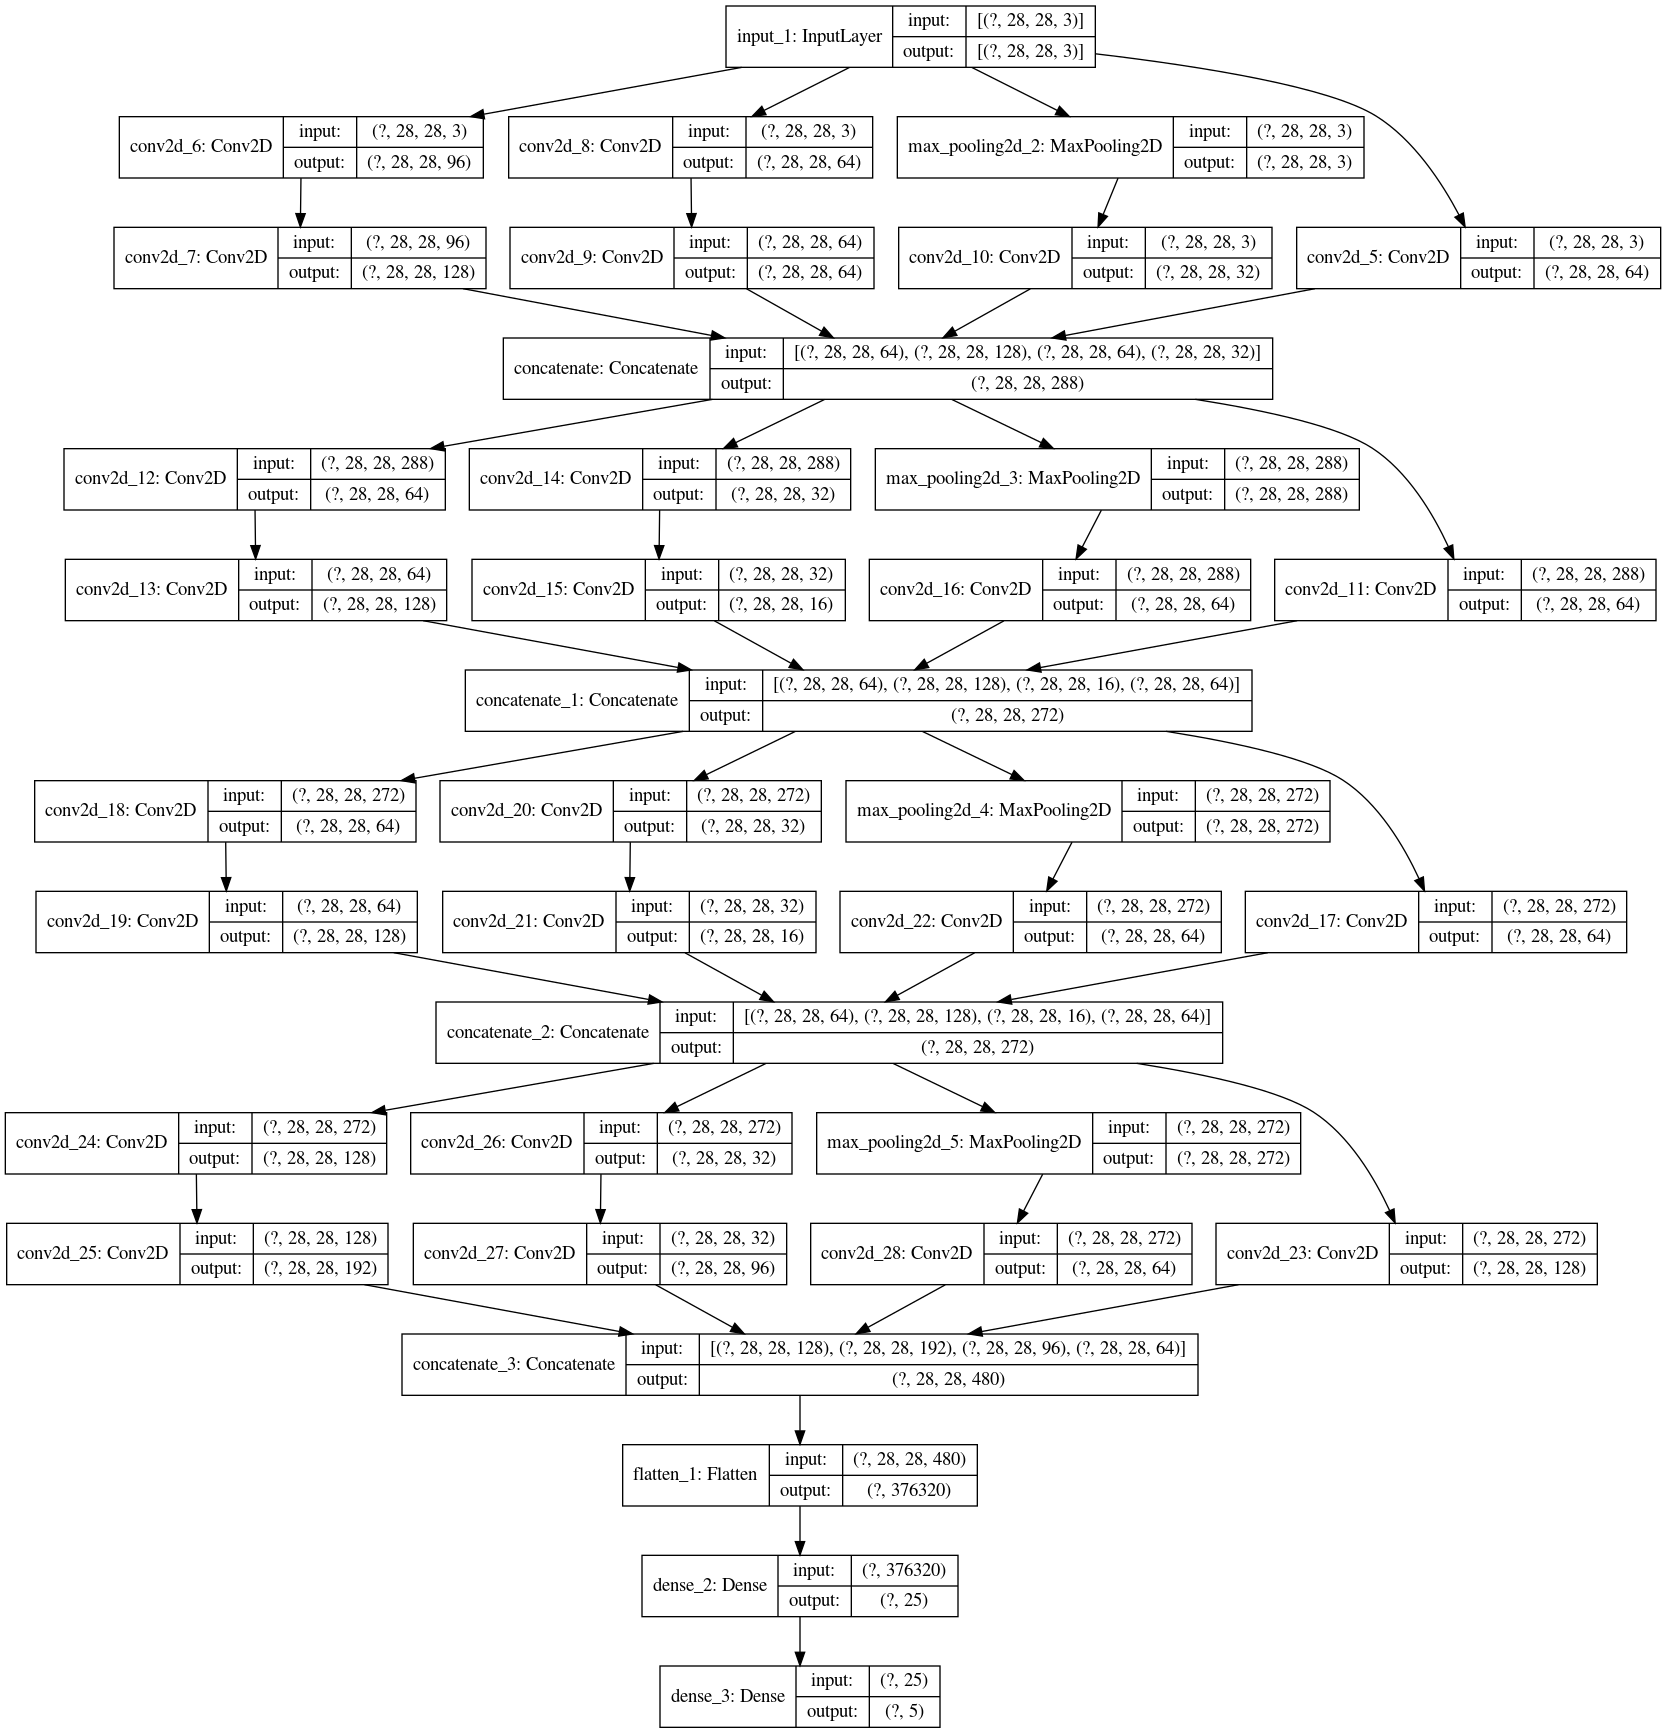 input_1: InputLayer
input: [(?, 28, 28, 3)]
output: [(?, 28, 28, 3)]
conv2d_6: Conv2D
input: (?, 28, 28, 3)
output: (?, 28, 28, 96)
conv2d_8: Conv2D
input: (?, 28, 28, 3)
output: (?, 28, 28, 64)
max_pooling2d_2: MaxPooling2D
input: (?, 28, 28, 3)
output: (?, 28, 28, 3)
conv2d_7: Conv2D
input: (?, 28, 28, 96)
output: (?, 28, 28, 128)
conv2d_9: Conv2D
input: (?, 28, 28, 64)
output: (?, 28, 28, 64)
conv2d_10: Conv2D
input: (?, 28, 28, 3)
output: (?, 28, 28, 32)
conv2d_5: Conv2D
input: (?, 28, 28, 3)
output: (?, 28, 28, 64)
concatenate: Concatenate
input: [(?, 28, 28, 64), (?, 28, 28, 128), (?, 28, 28, 64), (?, 28, 28, 32)]
output: (?, 28, 28, 288)
conv2d_12: Conv2D
input: (?, 28, 28, 288)
output: (?, 28, 28, 64)
conv2d_14: Conv2D
input: (?, 28, 28, 288)
output: (?, 28, 28, 32)
max_pooling2d_3: MaxPooling2D
input: (?, 28, 28, 288)
output: (?, 28, 28, 288)
conv2d_13: Conv2D
input: (?, 28, 28, 64)
output: (?, 28, 28, 128)
conv2d_15: Conv2D
input: (?, 28, 28, 32)
output: (?, 28, 28, 16)
conv2d_16: Conv2D
input: (?, 28, 28, 288)
output: (?, 28, 28, 64)
conv2d_11: Conv2D
input: (?, 28, 28, 288)
output: (?, 28, 28, 64)
concatenate_1: Concatenate
input: [(?, 28, 28, 64), (?, 28, 28, 128), (?, 28, 28, 16), (?, 28, 28, 64)]
output: (?, 28, 28, 272)
conv2d_18: Conv2D
input: (?, 28, 28, 272)
output: (?, 28, 28, 64)
conv2d_20: Conv2D
input: (?, 28, 28, 272)
output: (?, 28, 28, 32)
max_pooling2d_4: MaxPooling2D
input: (?, 28, 28, 272)
output: (?, 28, 28, 272)
conv2d_19: Conv2D
input: (?, 28, 28, 64)
output: (?, 28, 28, 128)
conv2d_21: Conv2D
input: (?, 28, 28, 32)
output: (?, 28, 28, 16)
conv2d_22: Conv2D
input: (?, 28, 28, 272)
output: (?, 28, 28, 64)
conv2d_17: Conv2D
input: (?, 28, 28, 272)
output: (?, 28, 28, 64)
concatenate_2: Concatenate
input: [(?, 28, 28, 64), (?, 28, 28, 128), (?, 28, 28, 16), (?, 28, 28, 64)]
output: (?, 28, 28, 272)
conv2d_24: Conv2D
input: (?, 28, 28, 272)
output: (?, 28, 28, 128)
conv2d_26: Conv2D
input: (?, 28, 28, 272)
output: (?, 28, 28, 32)
max_pooling2d_5: MaxPooling2D
input: (?, 28, 28, 272)
output: (?, 28, 28, 272)
conv2d_25: Conv2D
input: (?, 28, 28, 128)
output: (?, 28, 28, 192)
conv2d_27: Conv2D
input: (?, 28, 28, 32)
output: (?, 28, 28, 96)
conv2d_28: Conv2D
input: (?, 28, 28, 272)
output: (?, 28, 28, 64)
conv2d_23: Conv2D
input: (?, 28, 28, 272)
output: (?, 28, 28, 128)
concatenate_3: Concatenate
input: [(?, 28, 28, 128), (?, 28, 28, 192), (?, 28, 28, 96), (?, 28, 28, 64)]
output: (?, 28, 28, 480)
flatten_1: Flatten
input: (?, 28, 28, 480)
output: (?, 376320)
dense_2: Dense
input: (?, 376320)
output: (?, 25)
dense_3: Dense
input: (?, 25)
output: (?, 5)